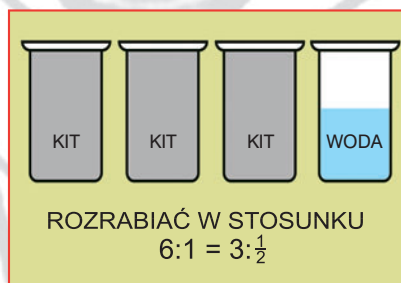 KIT KIT KIT WODA
ROZRABIAĆ W STOSUNKU
6:1 = 3:½